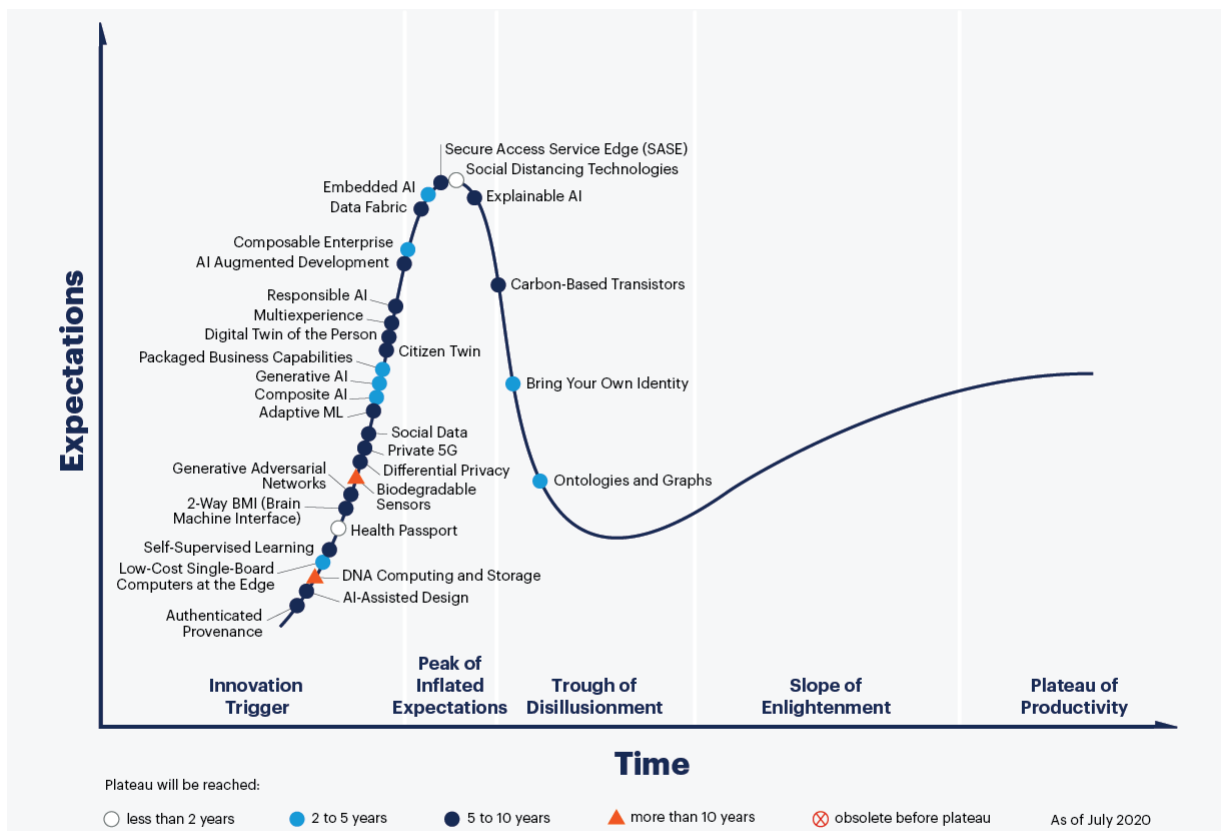 Expectations
Secure Access Service Edge (SASE)
Social Distancing Technologies
Embedded AI
Explainable AI
Data Fabric
Composable Enterprise
AI Augmented Development
Carbon-Based Transistors
Responsible AI
Multiexperience
Digital Twin of the Person
Citizen Twin
Packaged Business Capabilities
Generative AI
Bring Your Own Identity
Composite AI
Adaptive ML
Social Data
Private 5G
Generative Adversarial
Networks
Differential Privacy
Ontologies and Graphs
Biodegradable
Sensors
2-Way BMI (Brain
Machine Interface)
Health Passport
Self-Supervised Learning
Low-Cost Single-Board
Computers at the Edge
DNA Computing and Storage
AI-Assisted Design
Authenticated
Provenance
Innovation
Trigger
Peak of
Inflated
Expectations
Trough of
Disillusionment
Slope of
Enlightenment
Plateau of
Productivity
Time
Plateau will be reached:
less than 2 years
2 to 5 years
5 to 10 years
more than 10 years
obsolete before plateau
As of July 2020